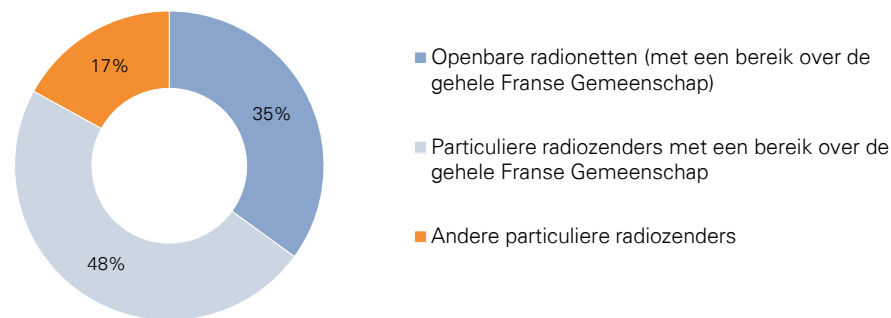 17%
35%
48%
Openbare radionetten (met een bereik over de
gehele Franse Gemeenschap)
Particuliere radiozenders met een bereik over de
gehele Franse Gemeenschap
Andere particuliere radiozenders